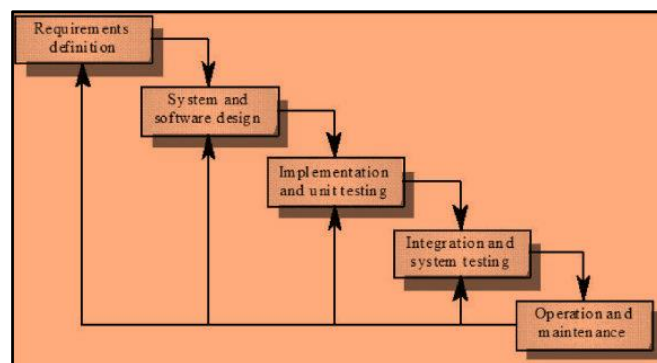 Requirements
definition
System and
software design
Implementation
and unit testing
Integration and
system testing
Operation and
maintenance